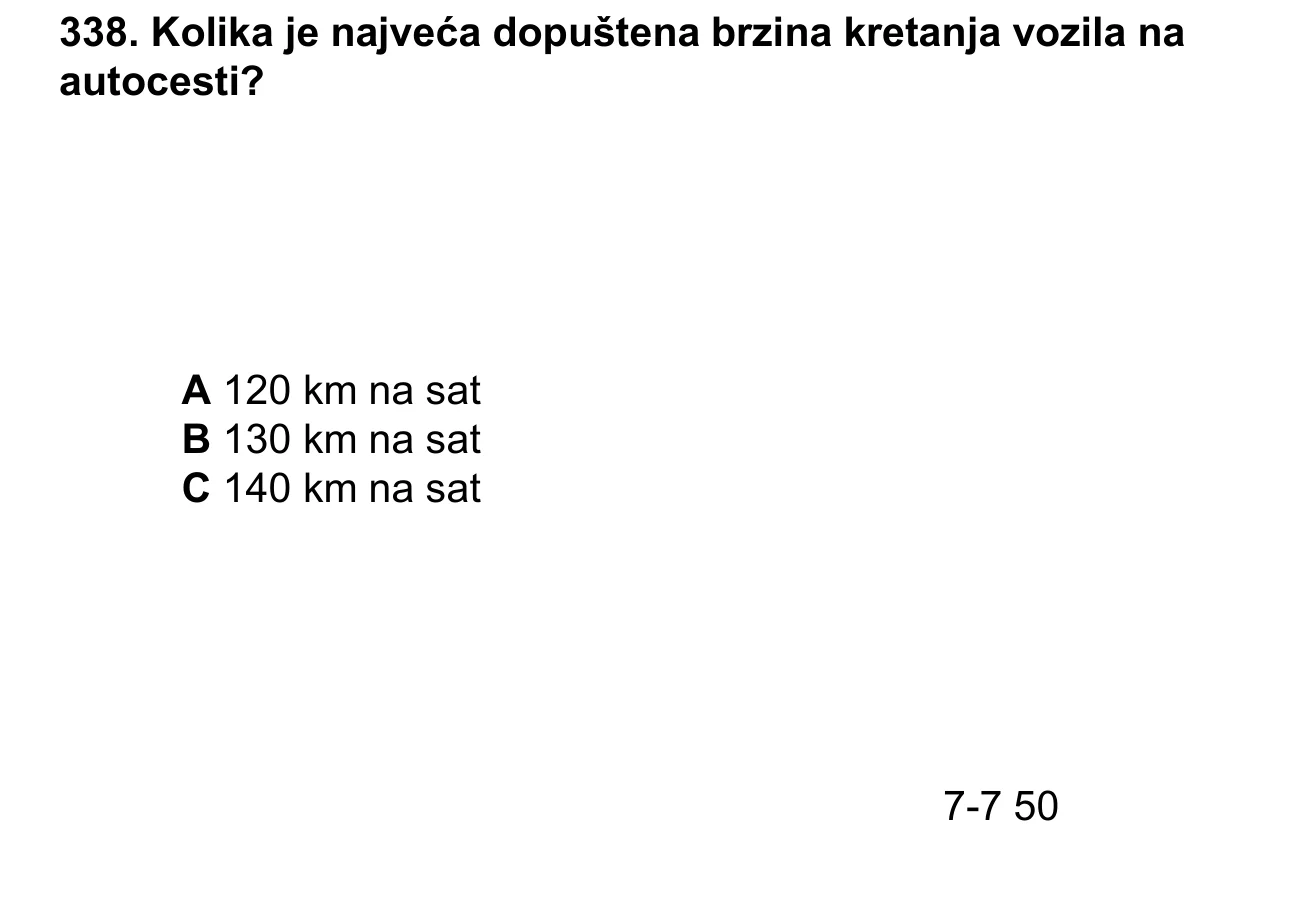 338. Kolika je najveća dopuštena brzina kretanja vozila na
autocesti?
A 120 km na sat
B 130 km na sat
C 140 km na sat
7-7 50